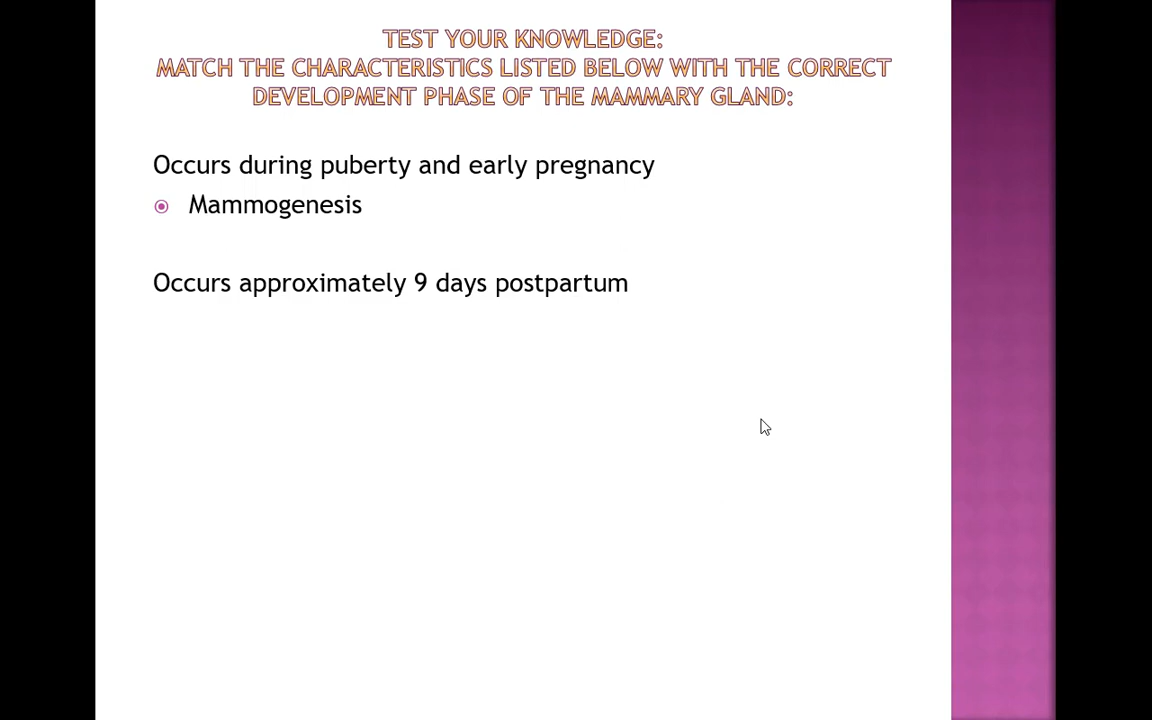 TEST YOUR KNOWLEDGE:
MATCH THE CHARACTERISTICS LISTED BELOW WITH THE CORRECT
DEVELOPMENT PHASE OF THE MAMMARY GLAND:
Occurs during puberty and early pregnancy
Mammogenesis
Occurs approximately 9 days postpartum